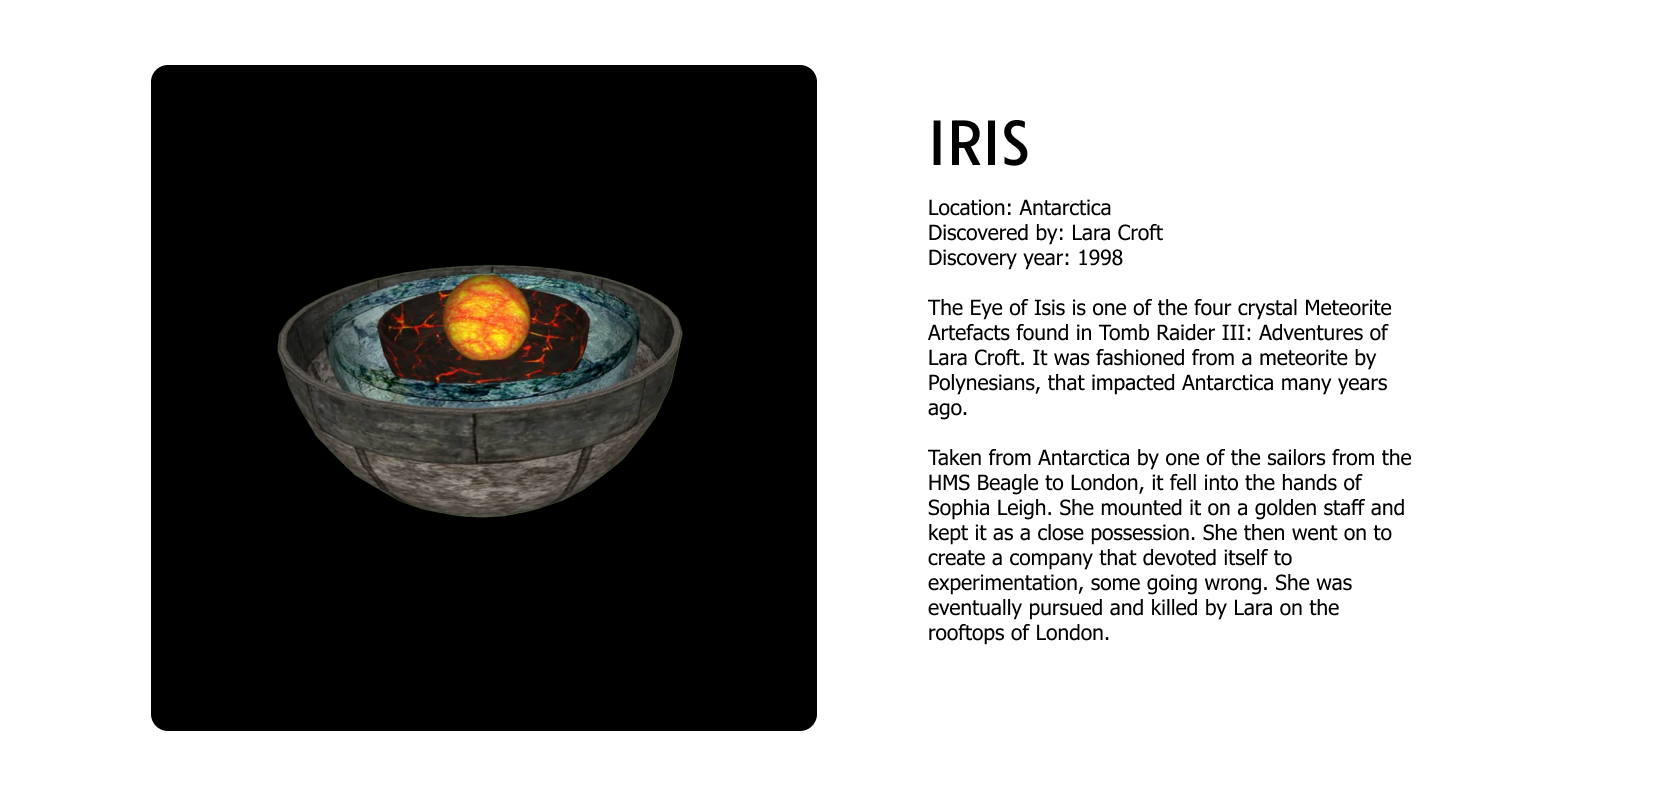 IRIS
Location: Antarctica
Discovered by: Lara Croft
Discovery year: 1998
The Eye of Isis is one of the four crystal Meteorite
Artefacts found in Tomb Raider III: Adventures of
Lara Croft. It was fashioned from a meteorite by
Polynesians, that impacted Antarctica many years
ago.
Taken from Antarctica by one of the sailors from the
HMS Beagle to London, it fell into the hands of
Sophia Leigh. She mounted it on a golden staff and
kept it as a close possession. She then went on to
create a company that devoted itself to
experimentation, some going wrong. She was
eventually pursued and killed by Lara on the
rooftops of London.